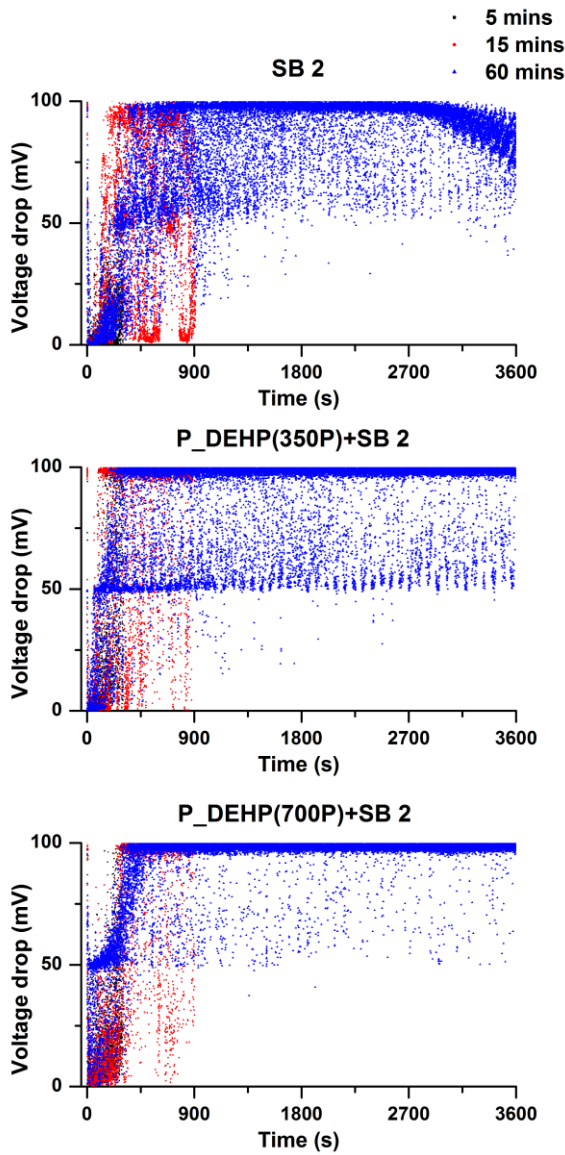 5 mins
15 mins
60 mins
SB 2
100
50
0
Voltage drop (mV)
0 900 1800 2700 3600
Time (s)
P_DEHP(350P)+SB 2
100
50
0
Voltage drop (mV)
0 900 1800 2700 3600
Time (s)
P_DEHP(700P)+SB 2
100
50
0
Voltage drop (mV)
0 900 1800 2700 3600
Time (s)